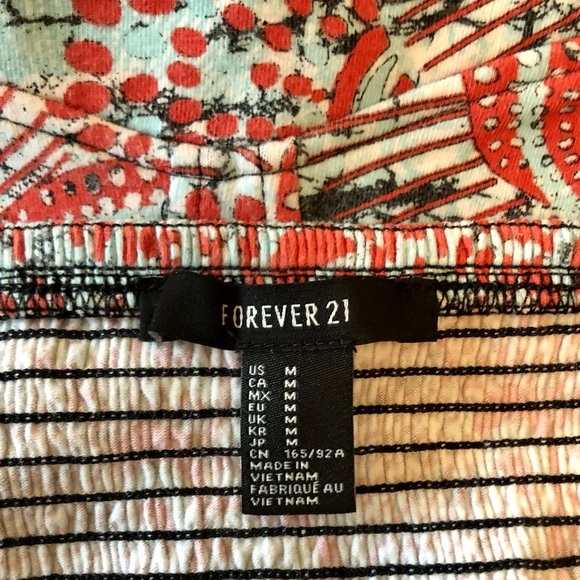 FOREVER 21
US M
CA M
MX M
EU M
UK M
KR M
JP M
CN 165/92A
MADE IN
VIETNAM
FABRIQUÉ AU
VIETNAM